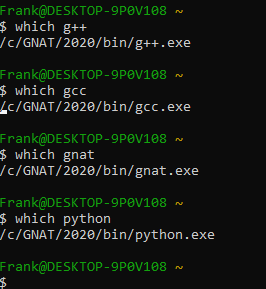 Frank@DESKTOP-9P0V108 ~
$ which g++
/c/GNAT/2020/bin/g++.exe
Frank@DESKTOP-9P0V108 ~
$ which gcc
/c/GNAT/2020/bin/gcc.exe
Frank@DESKTOP-9P0V108 ~
$ which gnat
/c/GNAT/2020/bin/gnat.exe
Frank@DESKTOP-9P0V108 ~
$ which python
/c/GNAT/2020/bin/python.exe
Frank@DESKTOP-9P0V108 ~
$